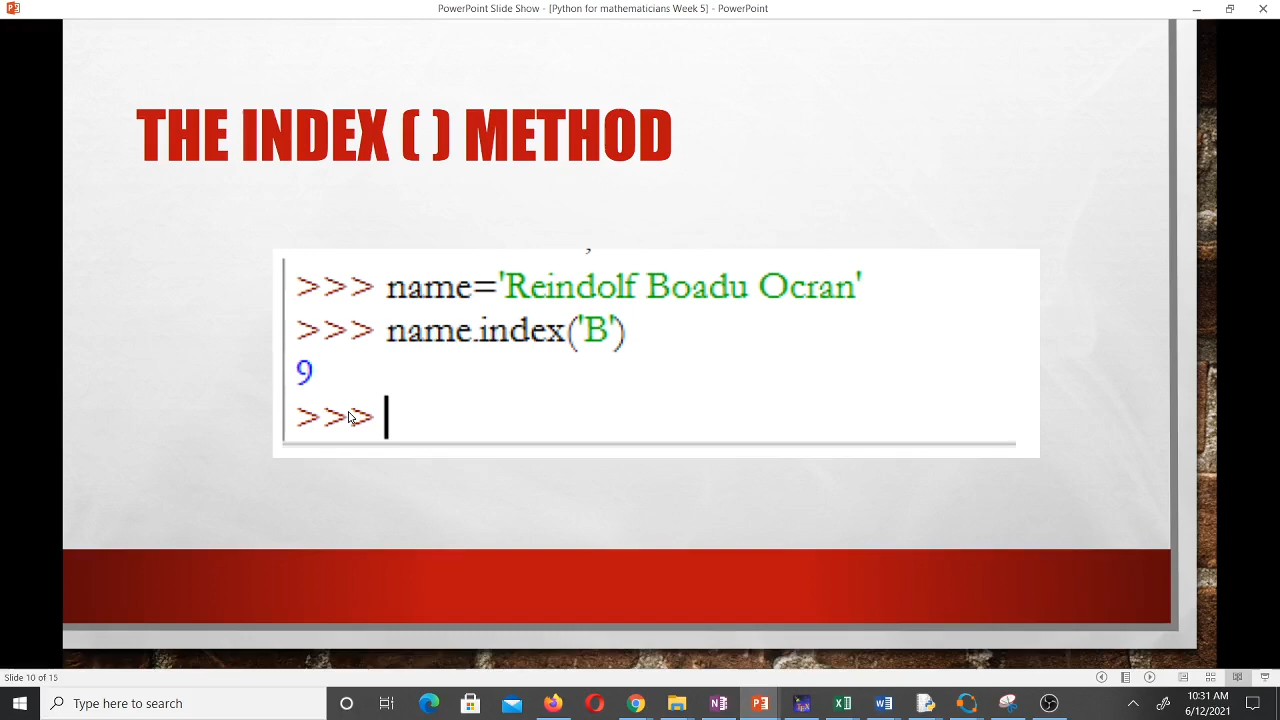 PowerPoint Slide Show - [Python for mathematicians Week 5] - PowerPoint
THE INDEX ( ) METHOD
>>> name='Reindolf Boadu Ocran'
>>> name.index('B')
9
>>>
Slide 10 of 15
Type here to search
10:31 AM
6/12/2021